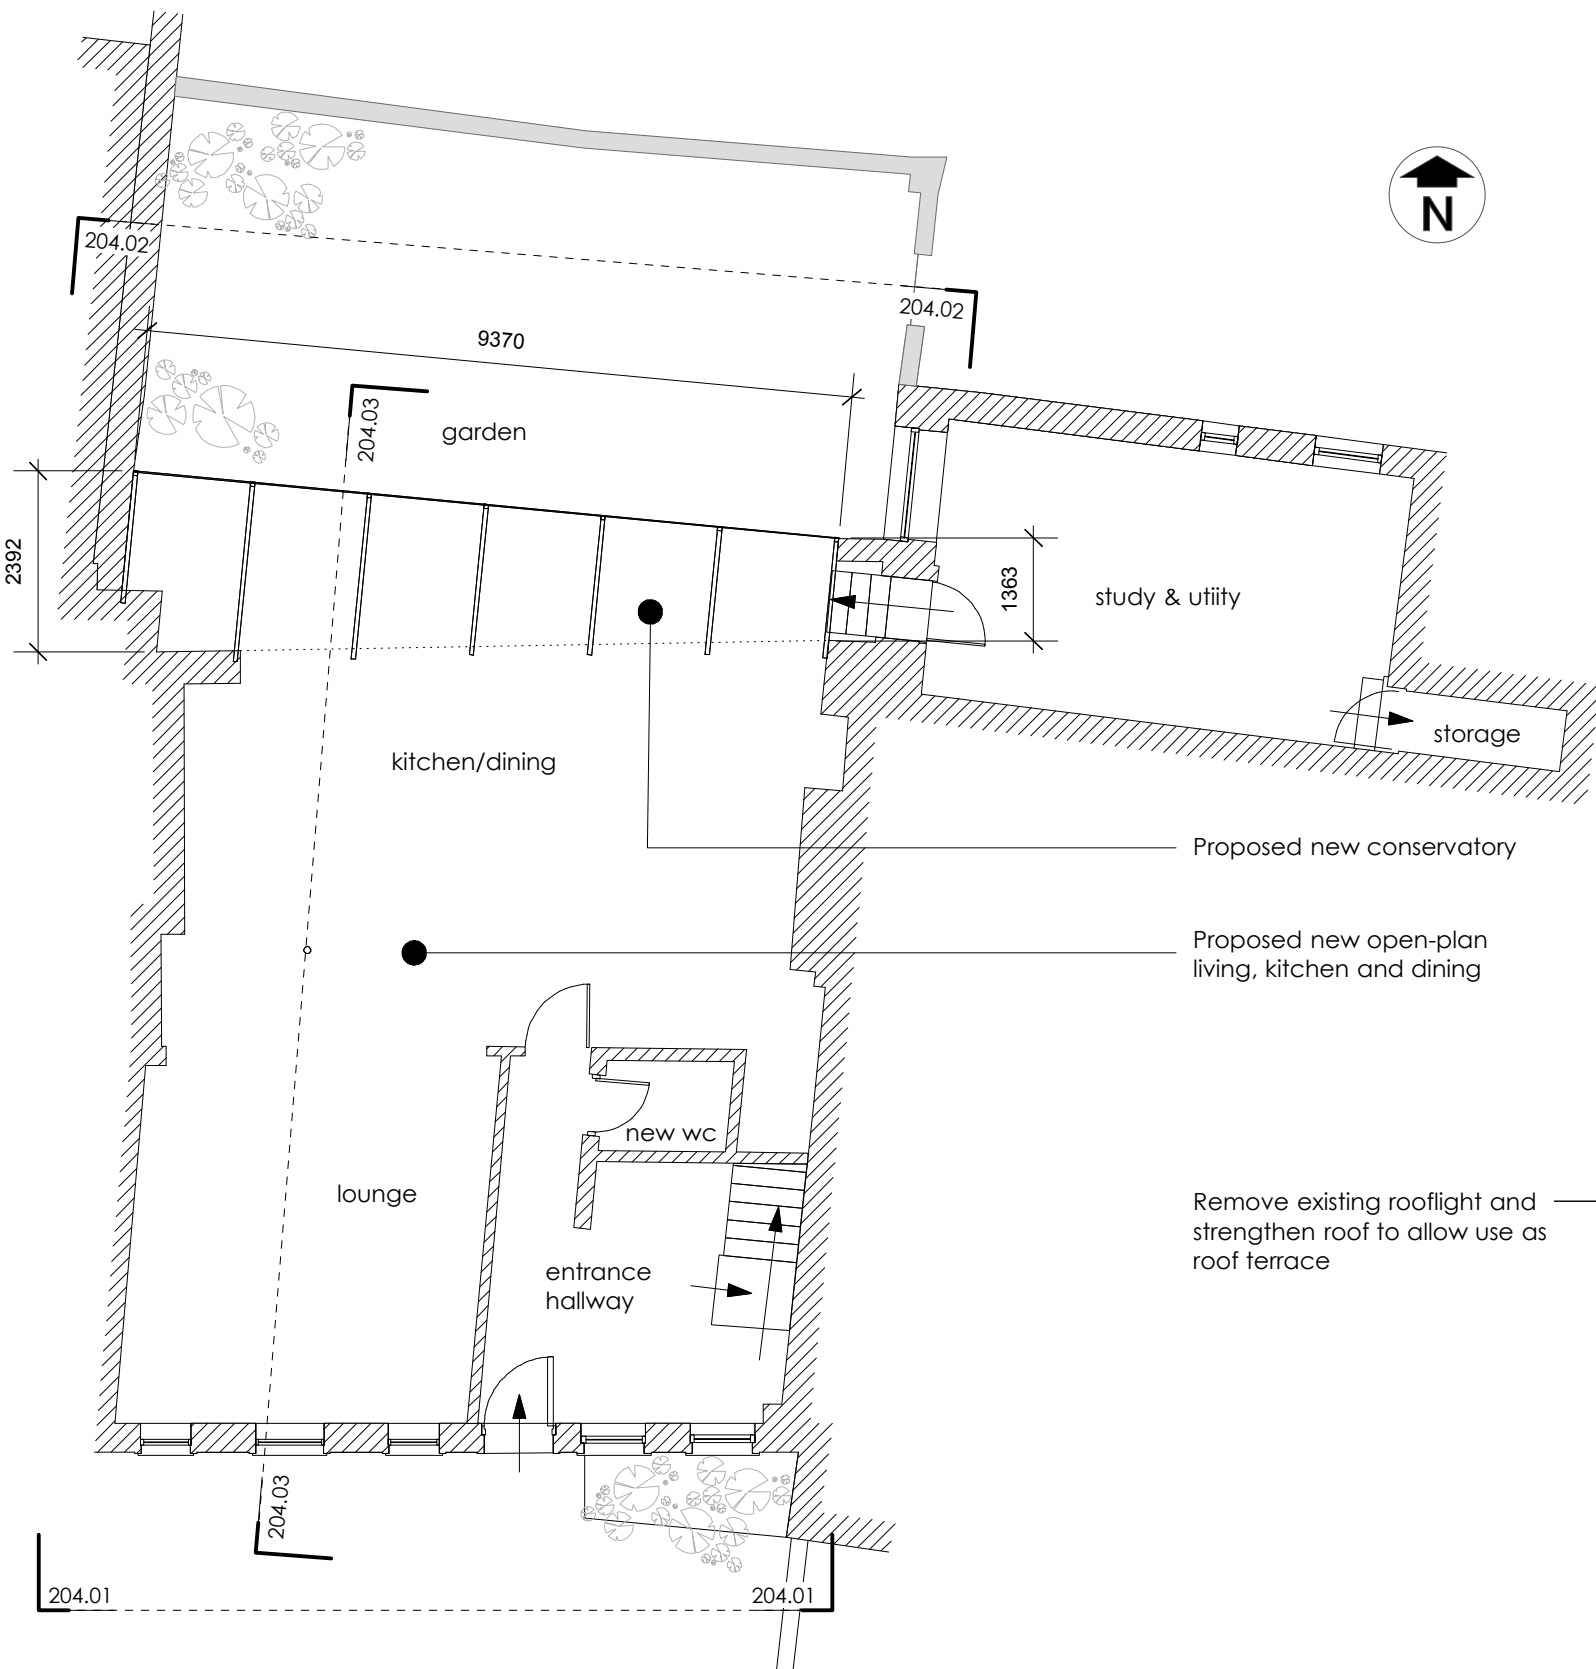 N
204.02
204.02
9370
204.03
garden
2392
1363
study & utiity
storage
kitchen/dining
Proposed new conservatory
Proposed new open-plan
living, kitchen and dining
new wc
lounge
Remove existing rooflight and
strengthen roof to allow use as
roof terrace
entrance
hallway
204.03
204.01
204.01